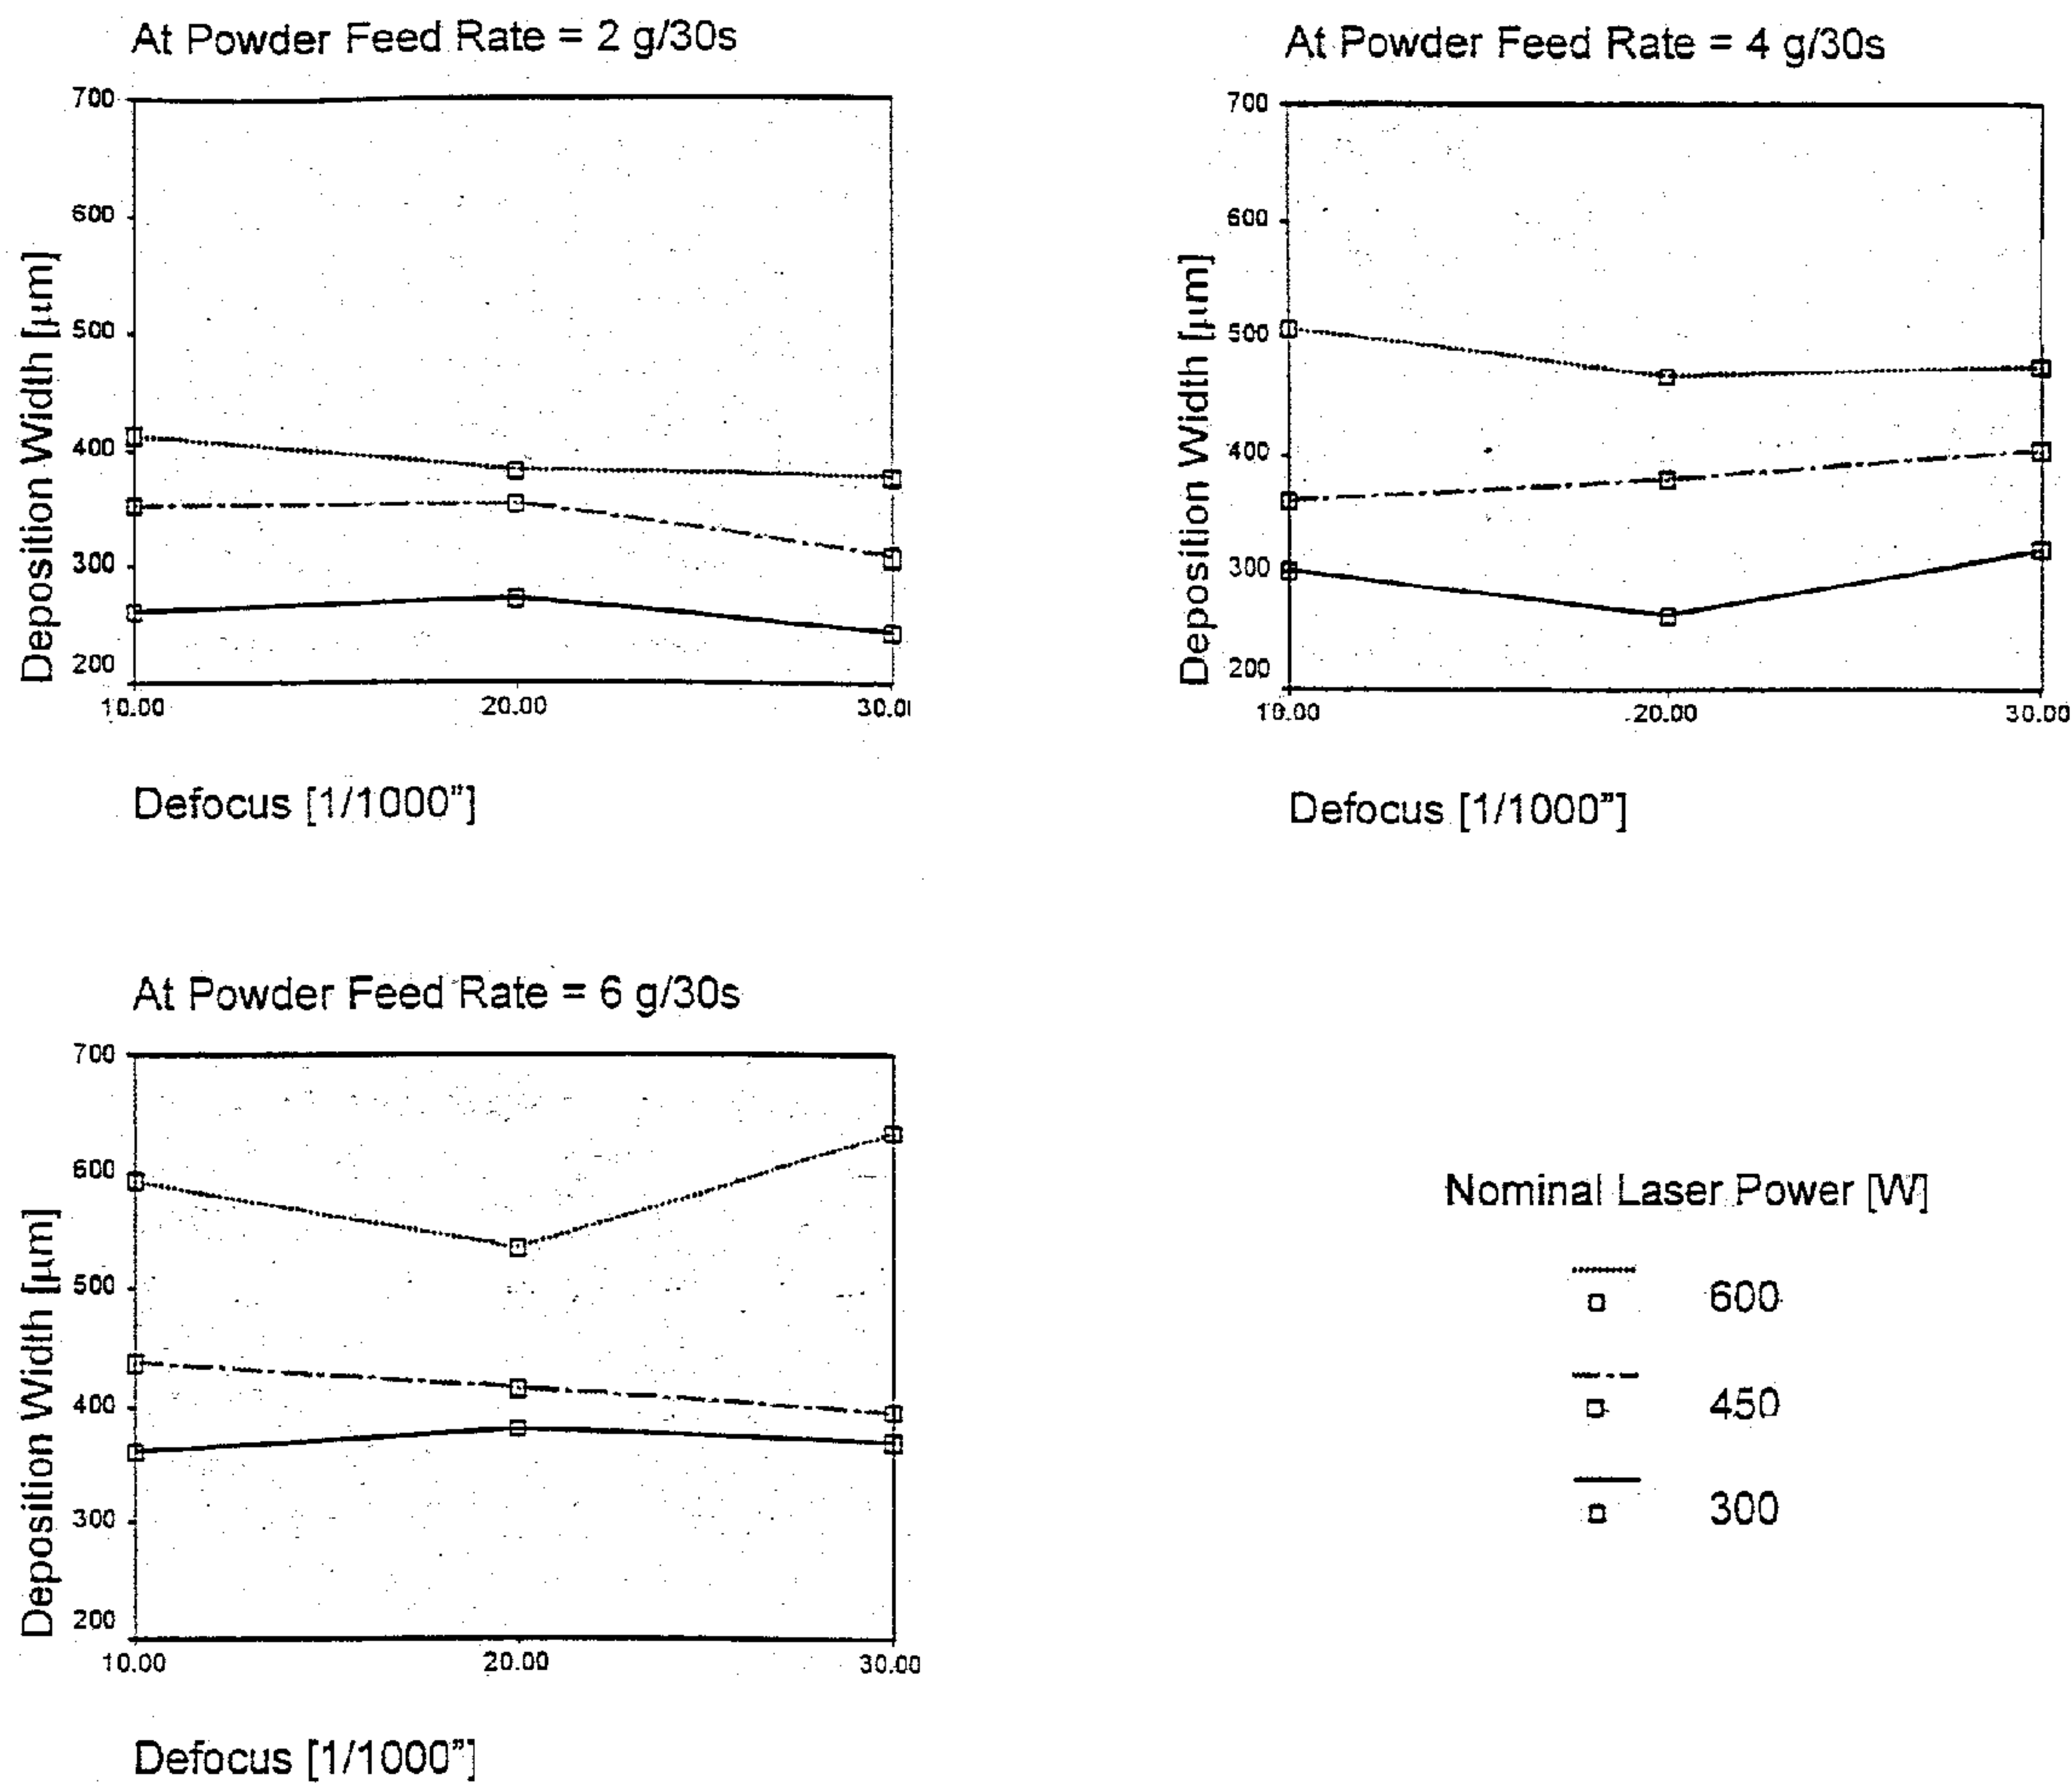 At Powder Feed Rate = 2 g/30s
700
600
500
400
300
200
Deposition Width [µm]
10.00 20.00 30.0
Defocus [1/1000"]
At Powder Feed Rate = 4 g/30s
700
600
500
400
300
200
Deposition Width [µm]
10.00 20.00 30.00
Defocus [1/1000"]
At Powder Feed Rate = 6 g/30s
700
600
500
400
300
200
Deposition Width [µm]
10.00 20.00 30.00
Defocus [1/1000"]
Nominal Laser Power [W]
600
450
300